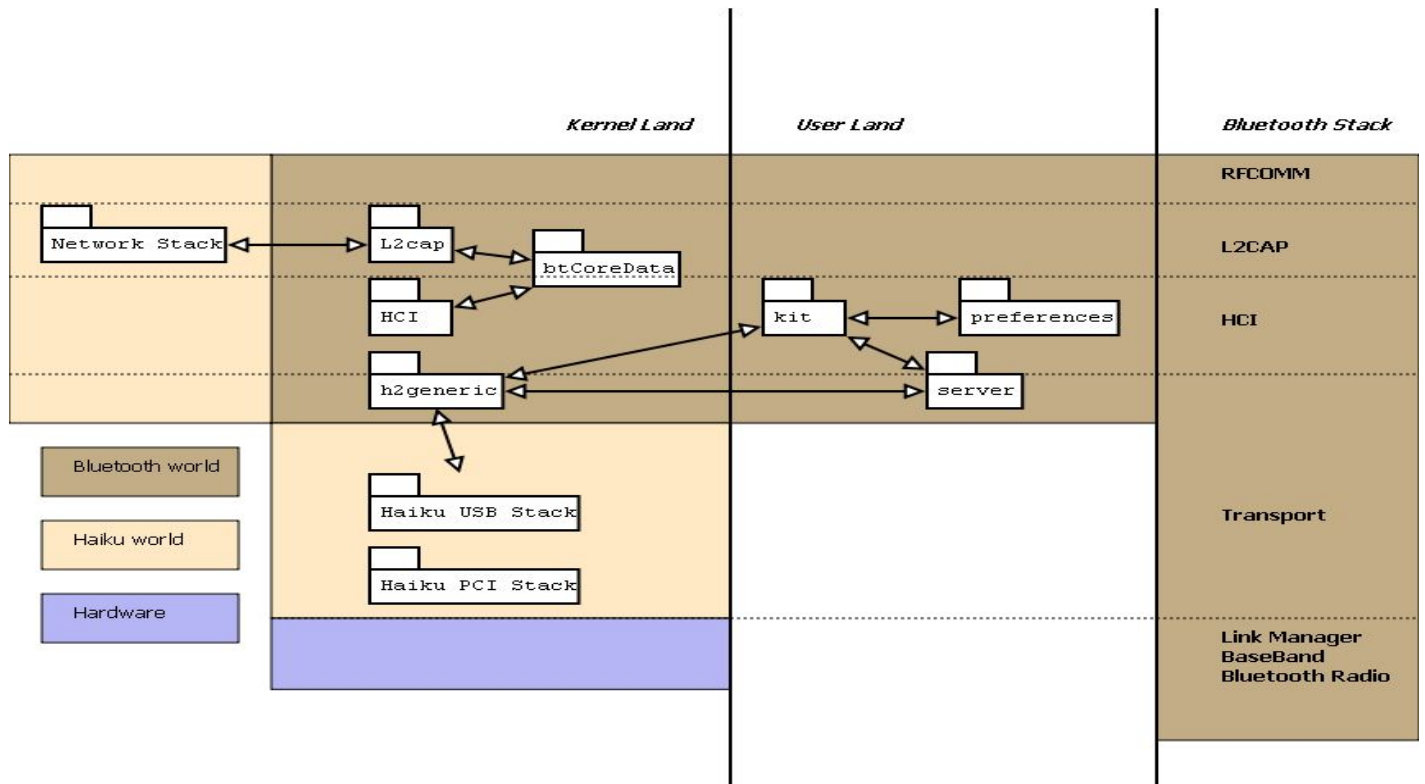 Kernel Land
User Land
Bluetooth Stack
RFCOMM
Network Stack
L2cap
btCoreData
L2CAP
HCI
kit
preferences
HCI
h2generic
server
Bluetooth world
Haiku USB Stack
Transport
Haiku world
Haiku PCI Stack
Hardware
Link Manager
BaseBand
Bluetooth Radio